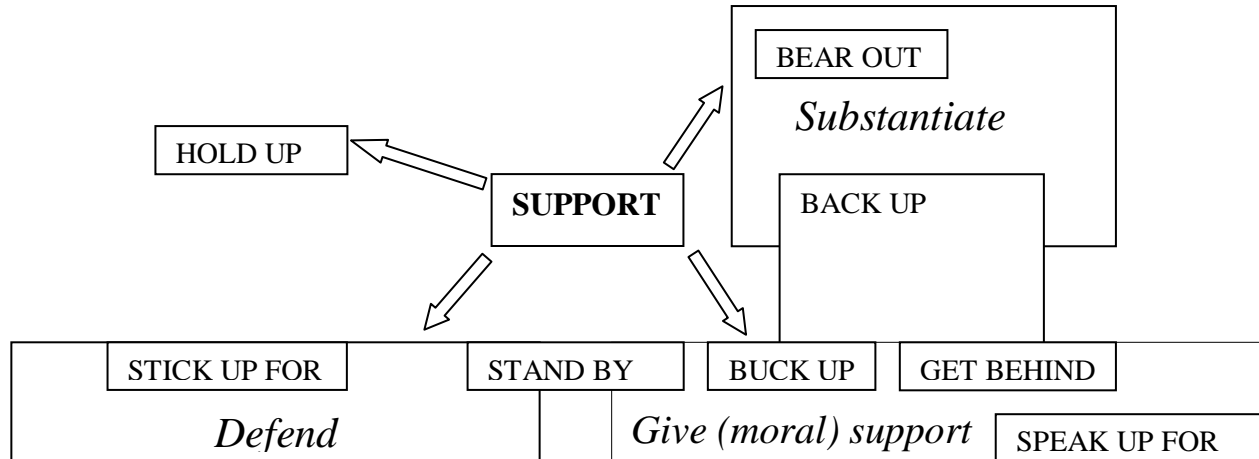 BEAR OUT
Substantiate
HOLD UP
SUPPORT
BACK UP
STICK UP FOR
STAND BY
BUCK UP
GET BEHIND
Defend
Give (moral) support
SPEAK UP FOR